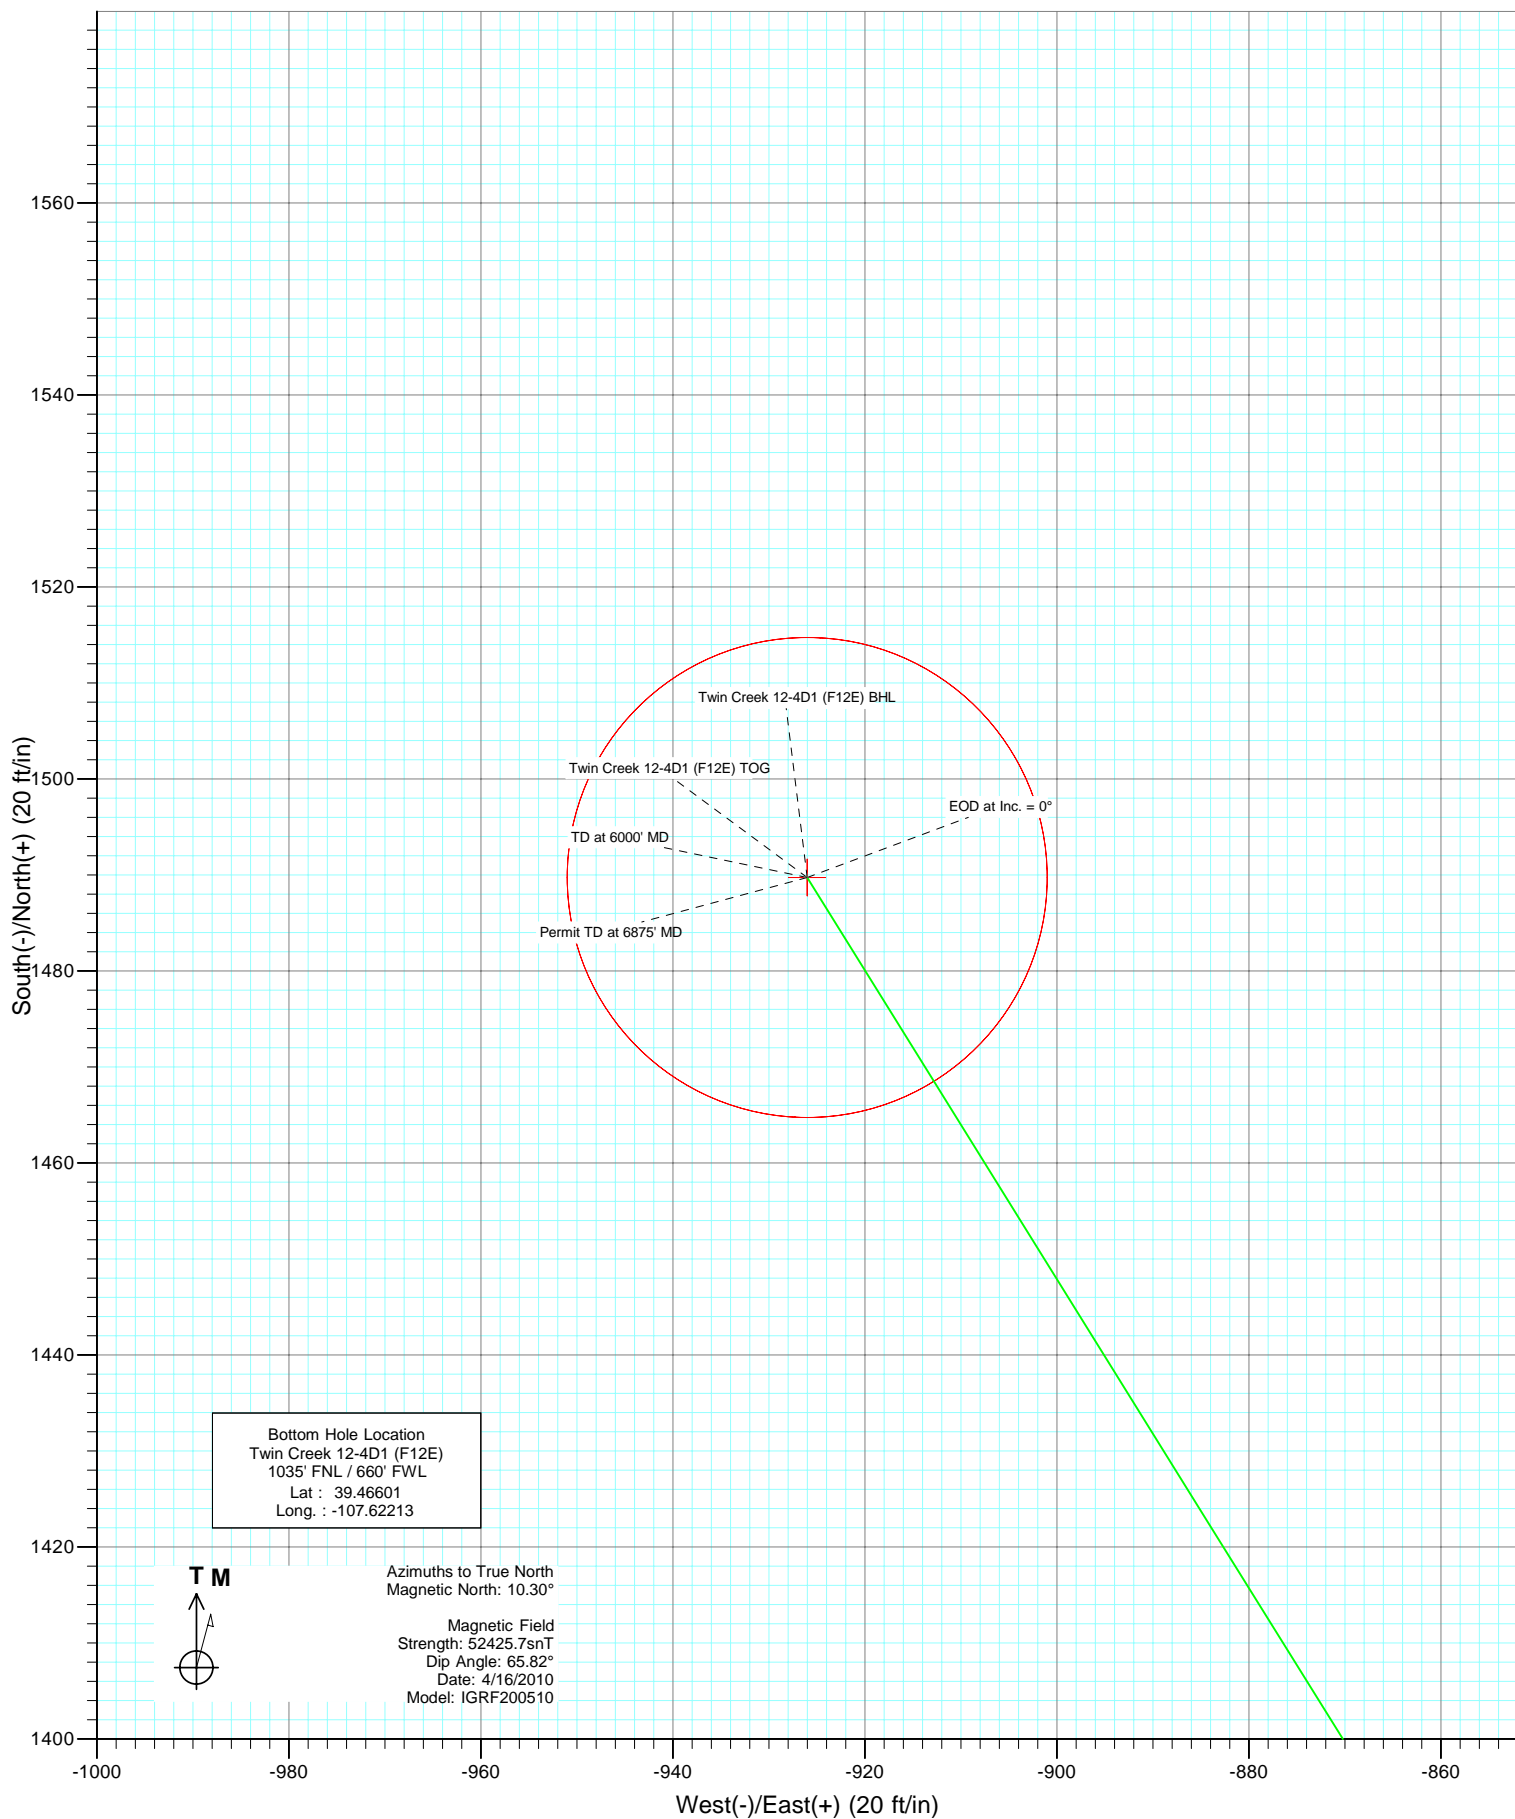 1560
1540
1520
1500
1480
1460
1440
1420
1400
South(-)/North(+) (20 ft/in)
Twin Creek 12-4D1 (F12E) BHL
Twin Creek 12-4D1 (F12E) TOG
EOD at Inc. = 0°
TD at 6000' MD
Permit TD at 6875' MD
Bottom Hole Location
Twin Creek 12-4D1 (F12E)
1035' FNL / 660' FWL
Lat : 39.46601
Long. : -107.62213
T M
Azimuths to True North
Magnetic North: 10.30°
Magnetic Field
Strength: 52425.7snT
Dip Angle: 65.82°
Date: 4/16/2010
Model: IGRF200510
-1000 -980 -960 -940 -920 -900 -880 -860
West(-)/East(+) (20 ft/in)